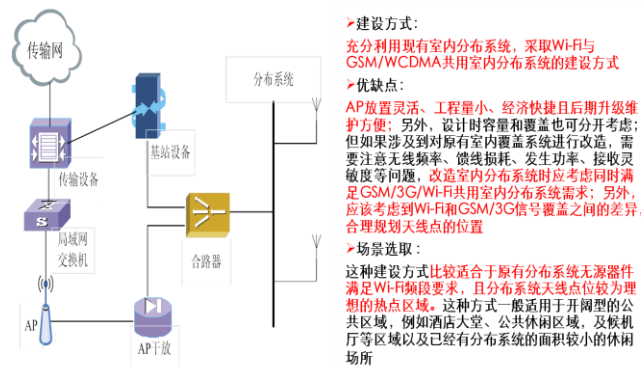 传输网
分布系统
基站设备
传输设备
局域网
交换机
合路器
AP
AP干放
➢建设方式：
充分利用现有室内分布系统，采取Wi-Fi与
GSM/WCDMA共用室内分布系统的建设方式
➢优缺点：
AP放置灵活、工程量小、经济快捷且后期升级维
护方便；另外，设计时容量和覆盖也可分开考虑；
但如果涉及到对原有室内覆盖系统进行改造，需
要注意无线频率、馈线损耗、发生功率、接收灵
敏度等问题，改造室内分布系统时应考虑同时满
足GSM/3G/Wi-Fi共用室内分布系统需求；另外，
应该考虑到Wi-Fi和GSM/3G信号覆盖之间的差异，
合理规划天线点的位置
➢场景选取：
这种建设方式比较适合于原有分布系统无源器件
满足Wi-Fi频段要求，且分布系统天线点位较为理
想的热点区域。这种方式一般适用于开阔型的公
共区域，例如酒店大堂、公共休闲区域，及候机
厅等区域以及已经有分布系统的面积较小的休闲
场所